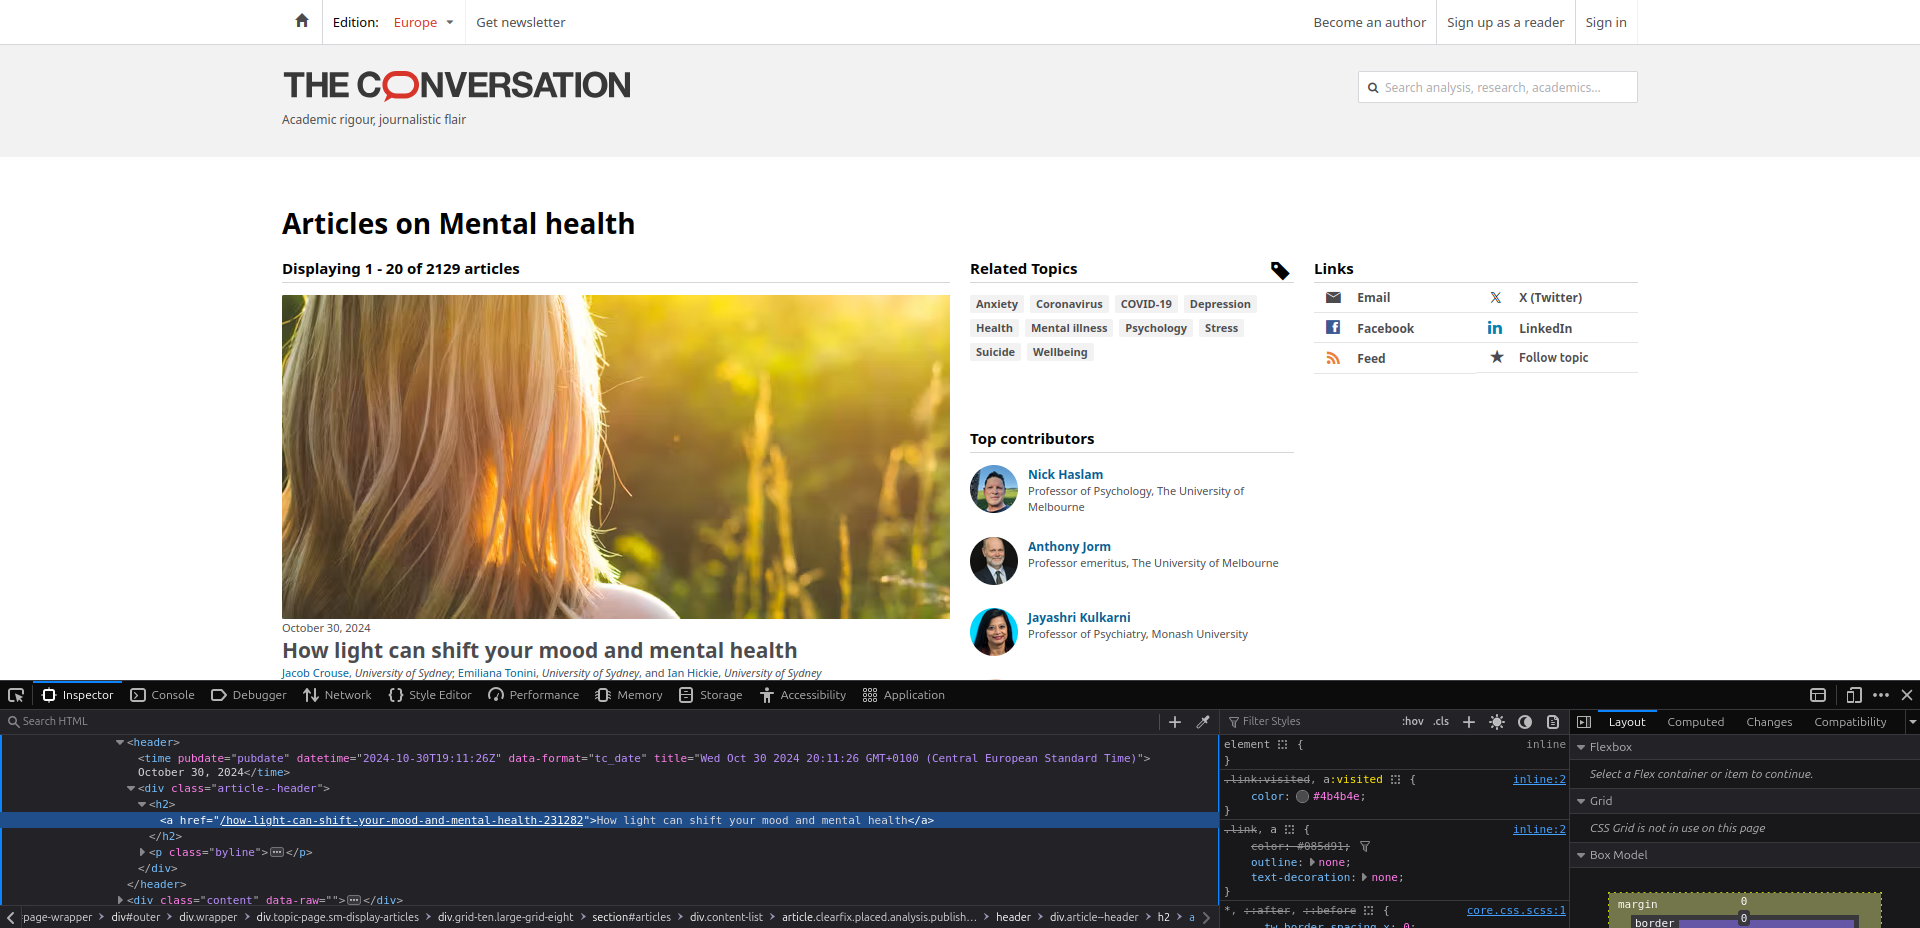 Edition: Europe
Get newsletter
Become an author
Sign up as a reader
Sign in
THE CONVERSATION
Academic rigour, journalistic flair
Search analysis, research, academics...
Articles on Mental health
Displaying 1 - 20 of 2129 articles
October 30, 2024
How light can shift your mood and mental health
Jacob Crouse, University of Sydney; Emiliana Tonini, University of Sydney, and Ian Hickie, University of Sydney
Related Topics
Anxiety Coronavirus COVID-19 Depression
Health Mental illness Psychology Stress
Suicide Wellbeing
Top contributors
Nick Haslam
Professor of Psychology, The University of
Melbourne
Anthony Jorm
Professor emeritus, The University of Melbourne
Jayashri Kulkarni
Professor of Psychiatry, Monash University
Links
Email X (Twitter)
Facebook LinkedIn
Feed Follow topic
Inspector Console Debugger Network Style Editor Performance Memory Storage Accessibility Application
Search HTML
<header>
<time pubdate="pubdate" datetime="2024-10-30T19:11:26Z" data-format="tc_date" title="Wed Oct 30 2024 20:11:26 GMT+0100 (Central European Standard Time)">
October 30, 2024</time>
<div class="article--header">
<h2>
<a href="/how-light-can-shift-your-mood-and-mental-health-231282">How light can shift your mood and mental health</a>
</h2>
<p class="byline"></p>
</div>
</header>
<div class="content" data-raw=""></div>
page-wrapper div#outer div.wrapper div.topic-page.sm-display-articles div.grid-ten.large-grid-eight section#articles div.content-list article.clearfix.placed.analysis.publish... header div.article--header h2 a
Filter Styles :hov .cls
element { inline
}
.link:visited, a:visited { inline:2
color: #4b4b4e;
}
.link, a { inline:2
color: #085d91;
outline: none;
text-decoration: none;
}
*, ::after, ::before { core.css.scss:1
--tw-border-spacing-x: 0;
Layout Computed Changes Compatibility
Flexbox
Select a Flex container or item to continue.
Grid
CSS Grid is not in use on this page
Box Model
margin 0
border 0